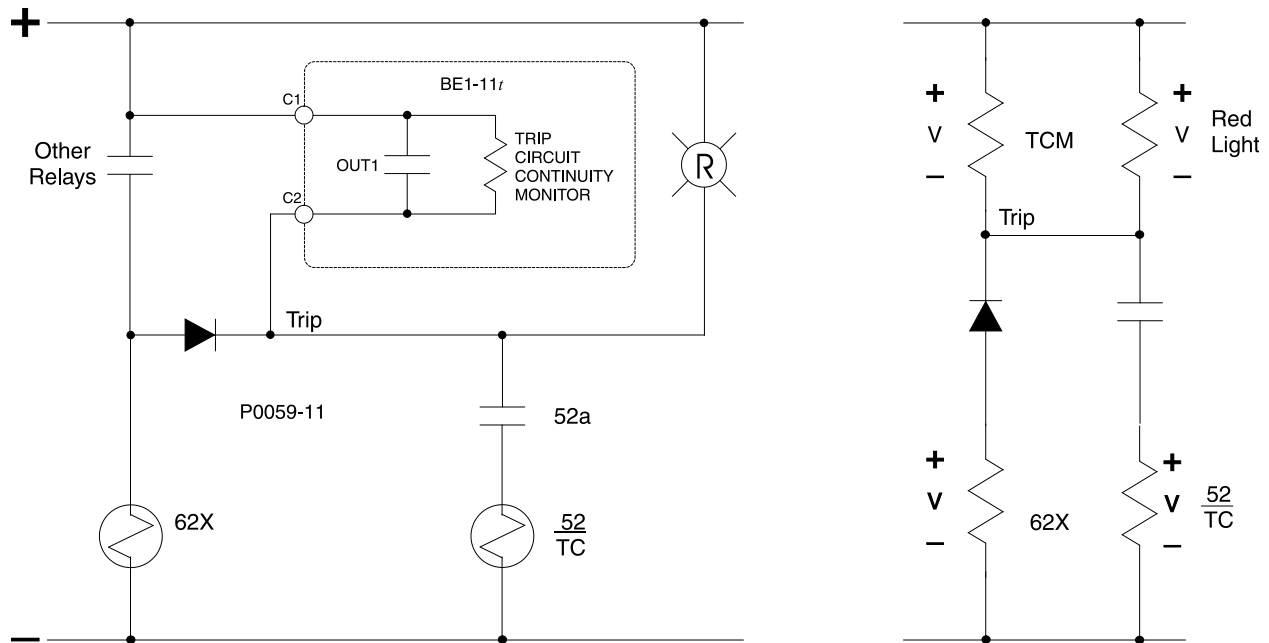 +
BE1-11t
C1
OUT1
TRIP
CIRCUIT
CONTINUITY
MONITOR
C2
Other
Relays
R
Trip
P0059-11
52a
62X
52
TC
−
+
V
−
TCM
+
V
−
Red
Light
Trip
+
V
−
62X
+
V
−
52
TC